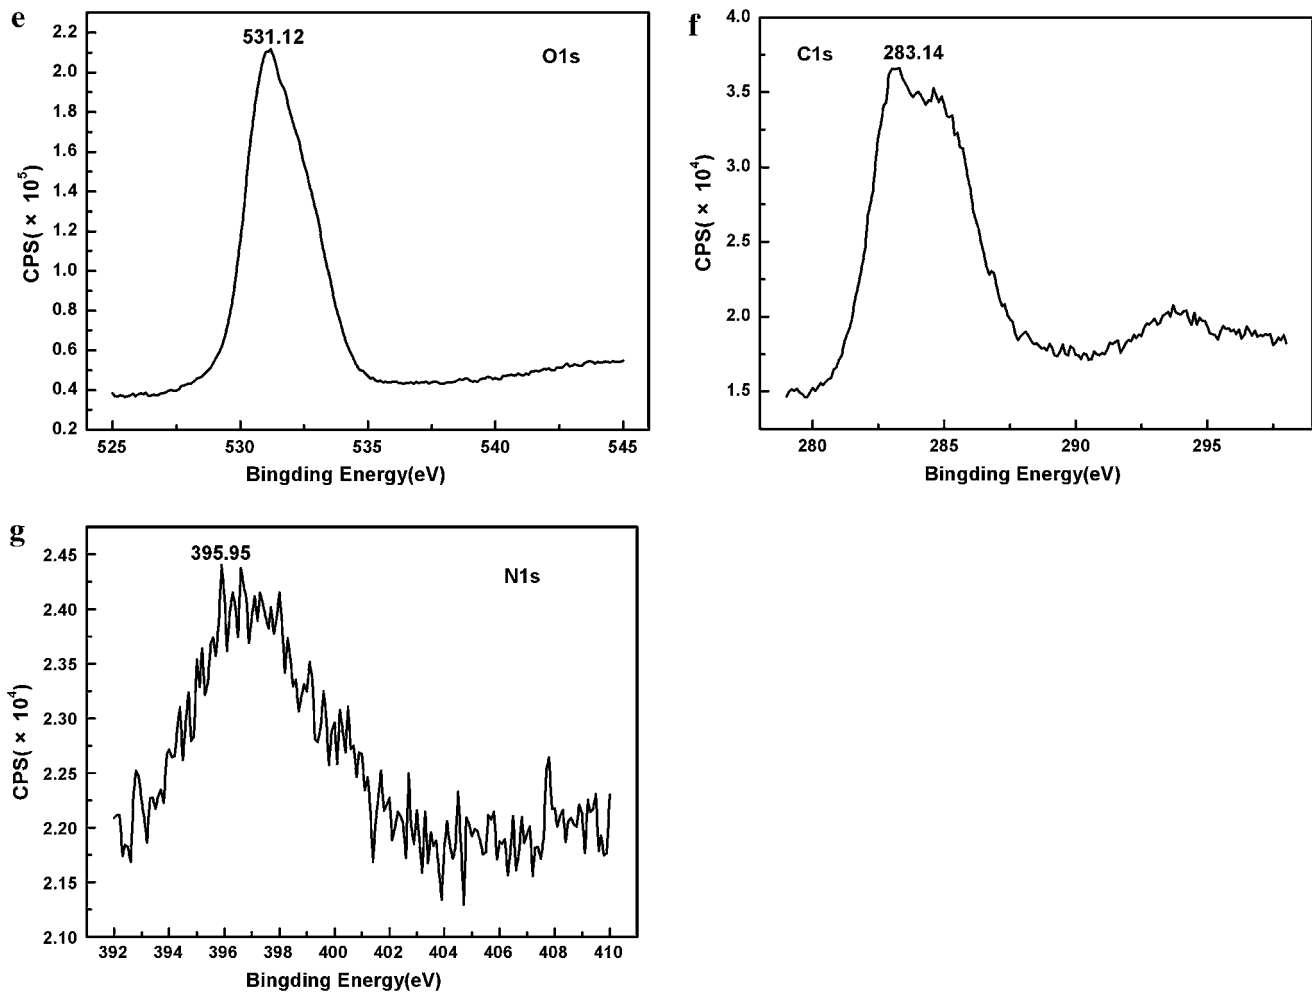 e
531.12
O1s
2.2
2.0
1.8
1.6
1.4
1.2
1.0
0.8
0.6
0.4
0.2
CPS( × 10⁵)
525 530 535 540 545
Bingding Energy(eV)
f
C1s
283.14
4.0
3.5
3.0
2.5
2.0
1.5
CPS( × 10⁴)
280 285 290 295
Bingding Energy(eV)
g
395.95
N1s
2.45
2.40
2.35
2.30
2.25
2.20
2.15
2.10
CPS( × 10⁴)
392 394 396 398 400 402 404 406 408 410
Bingding Energy(eV)